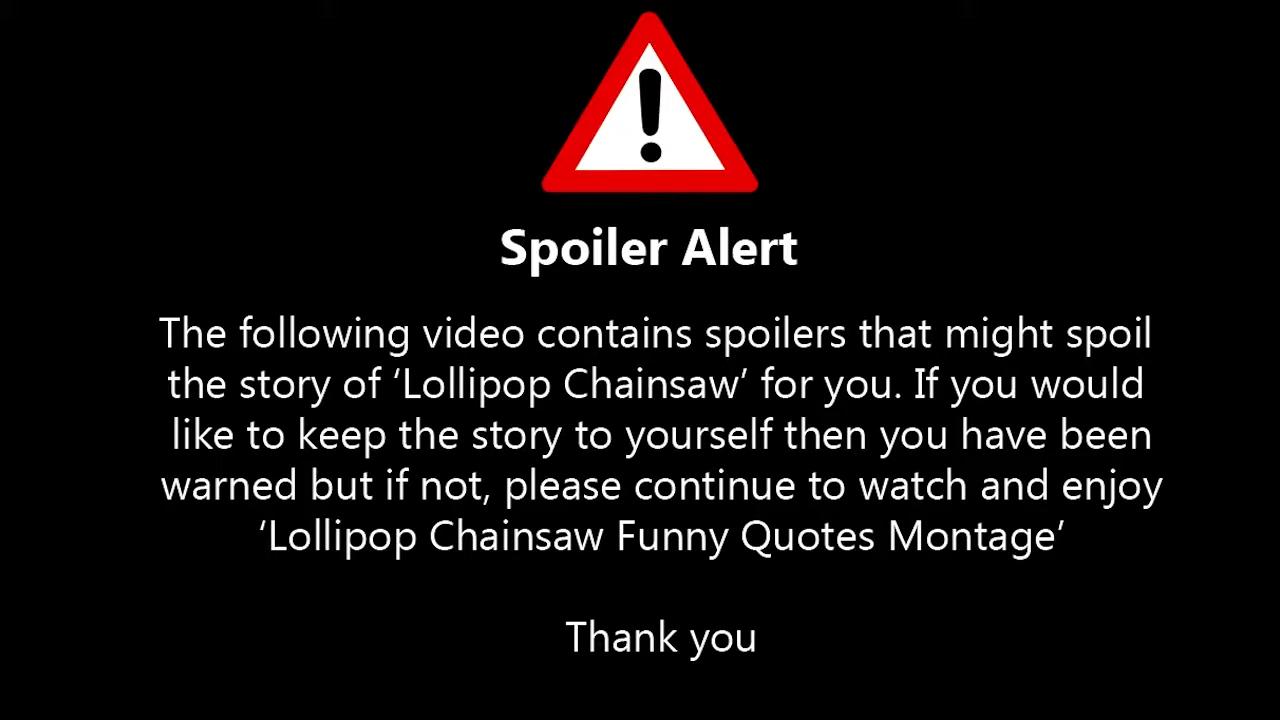 Spoiler Alert
The following video contains spoilers that might spoil
the story of ‘Lollipop Chainsaw’ for you. If you would
like to keep the story to yourself then you have been
warned but if not, please continue to watch and enjoy
‘Lollipop Chainsaw Funny Quotes Montage’
Thank you